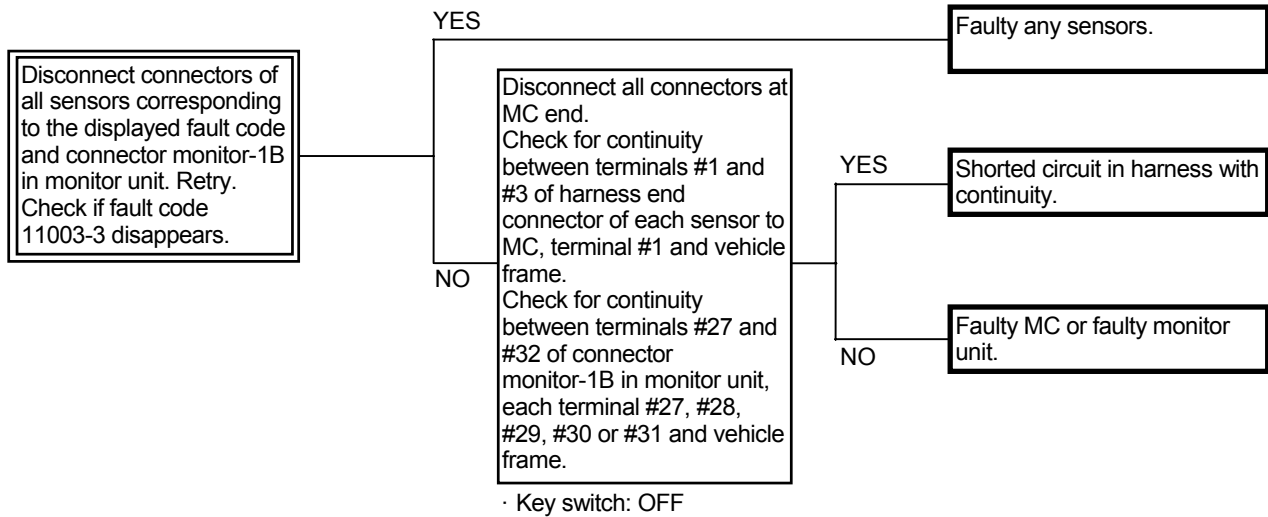 Disconnect connectors of
all sensors corresponding
to the displayed fault code
and connector monitor-1B
in monitor unit. Retry.
Check if fault code
11003-3 disappears.
YES
Faulty any sensors.
NO
Disconnect all connectors at
MC end.
Check for continuity
between terminals #1 and
#3 of harness end
connector of each sensor to
MC, terminal #1 and vehicle
frame.
Check for continuity
between terminals #27 and
#32 of connector
monitor-1B in monitor unit,
each terminal #27, #28,
#29, #30 or #31 and vehicle
frame.
· Key switch: OFF
YES
Shorted circuit in harness with
continuity.
NO
Faulty MC or faulty monitor
unit.